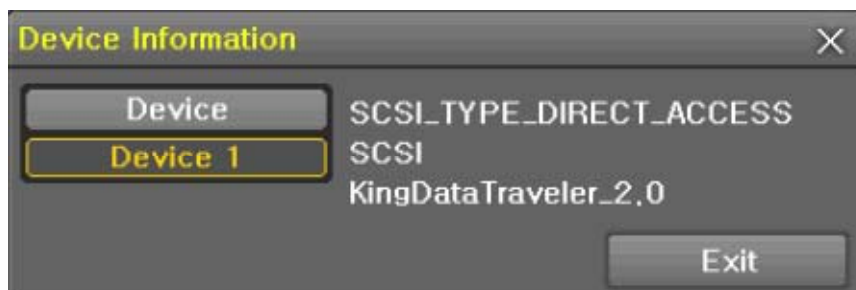 Device Information
Device
Device 1
SCSI_TYPE_DIRECT_ACCESS
SCSI
KingDataTraveler_2.0
Exit